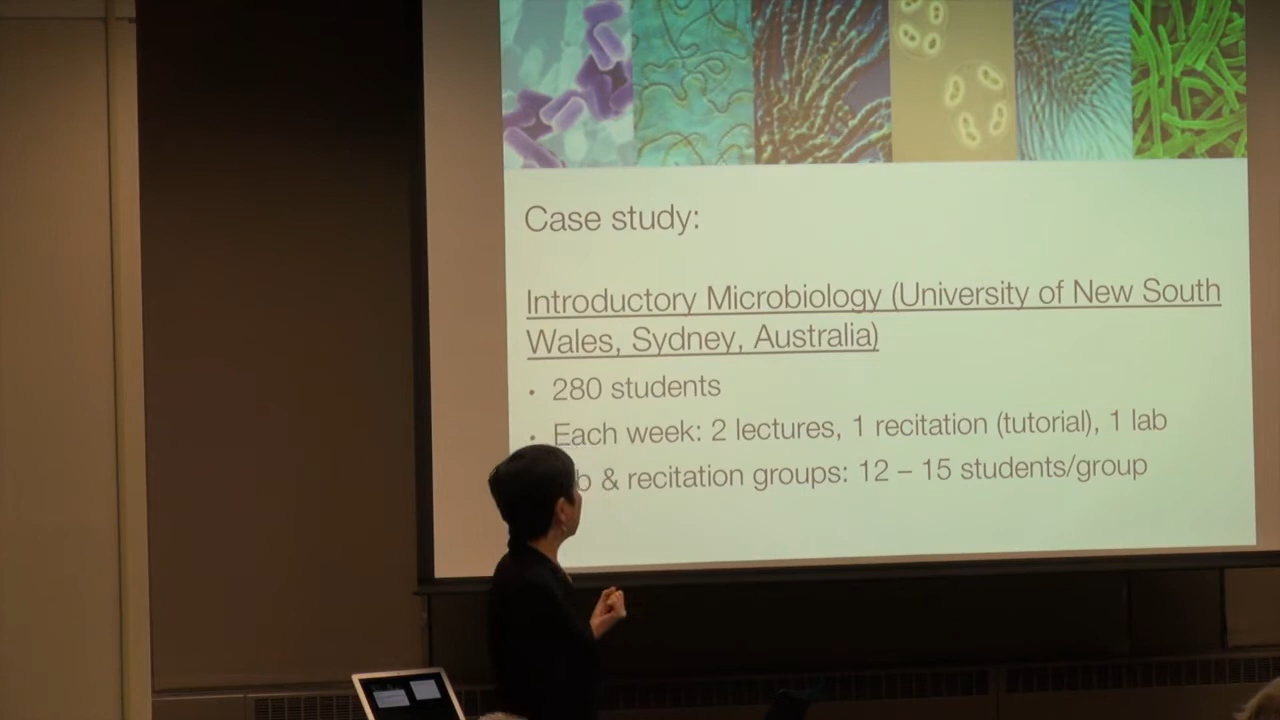 Case study:
Introductory Microbiology (University of New South
Wales, Sydney, Australia)
• 280 students
• Each week: 2 lectures, 1 recitation (tutorial), 1 lab
& recitation groups: 12 – 15 students/group